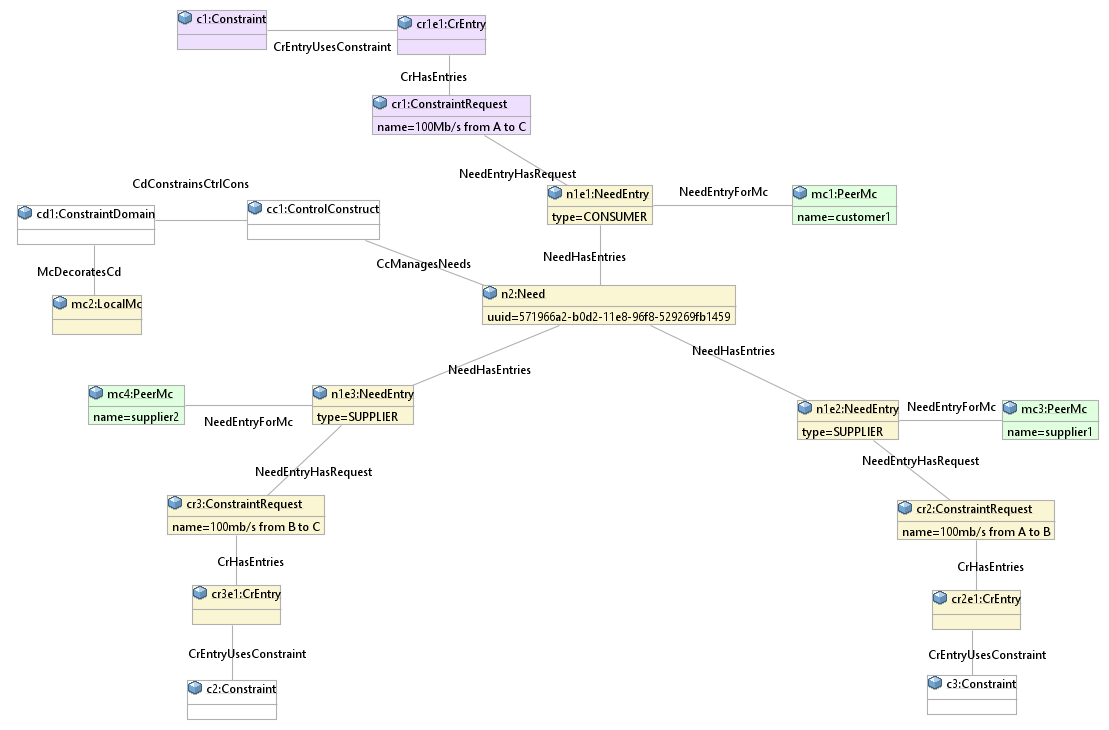 c1:Constraint
cr1e1:CrEntry
CrEntryUsesConstraint
CrHasEntries
cr1:ConstraintRequest
name=100Mb/s from A to C
NeedEntryHasRequest
CdConstrainsCtrlCons
n1e1:NeedEntry
type=CONSUMER
NeedEntryForMc
mc1:PeerMc
name=customer1
cd1:ConstraintDomain
cc1:ControlConstruct
McDecoratesCd
CcManagesNeeds
NeedHasEntries
mc2:LocalMc
n2:Need
uuid=571966a2-b0d2-11e8-96f8-529269fb1459
NeedHasEntries
NeedHasEntries
mc4:PeerMc
name=supplier2
NeedEntryForMc
n1e3:NeedEntry
type=SUPPLIER
n1e2:NeedEntry
type=SUPPLIER
NeedEntryForMc
mc3:PeerMc
name=supplier1
NeedEntryHasRequest
NeedEntryHasRequest
cr3:ConstraintRequest
name=100mb/s from B to C
cr2:ConstraintRequest
name=100mb/s from A to B
CrHasEntries
CrHasEntries
cr3e1:CrEntry
cr2e1:CrEntry
CrEntryUsesConstraint
CrEntryUsesConstraint
c2:Constraint
c3:Constraint